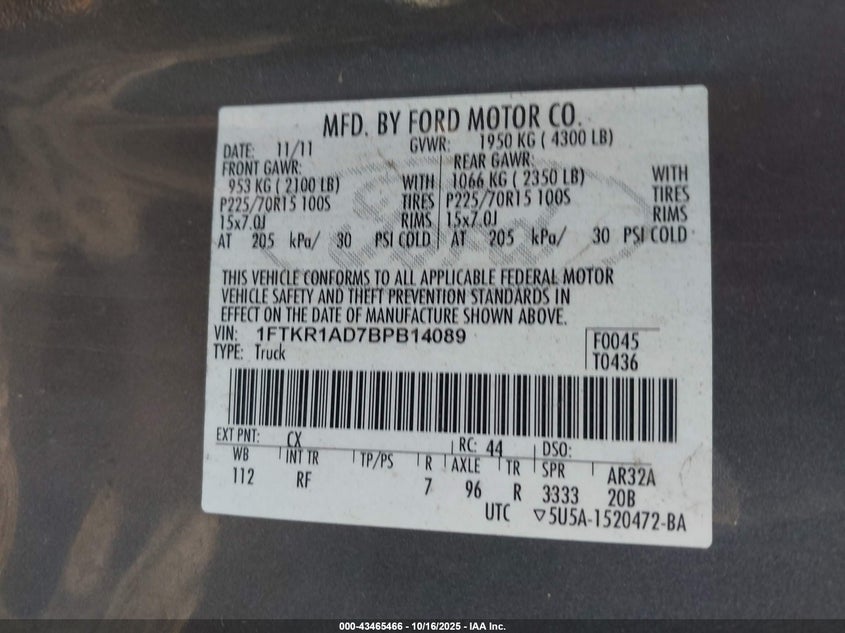 MFD. BY FORD MOTOR CO.
DATE: 11/11 GVWR: 1950 KG ( 4300 LB)
FRONT GAWR: REAR GAWR:
953 KG ( 2100 LB) WITH 1066 KG ( 2350 LB) WITH
P225/70R15 100S TIRES P225/70R15 100S TIRES
15x7.0J RIMS 15x7.0J RIMS
AT 205 kPa/ 30 PSI COLD AT 205 kPa/ 30 PSI COLD
THIS VEHICLE CONFORMS TO ALL APPLICABLE FEDERAL MOTOR
VEHICLE SAFETY AND THEFT PREVENTION STANDARDS IN
EFFECT ON THE DATE OF MANUFACTURE SHOWN ABOVE.
VIN: 1FTKR1AD7BPB14089
TYPE: Truck
F0045
T0436
EXT PNT: CX RC: 44 DSO:
WB INT TR TP/PS R AXLE TR SPR AR32A
112 RF 7 96 R 3333 20B
UTC ▽5U5A-1520472-BA
000-43465466 - 10/16/2025 - IAA Inc.